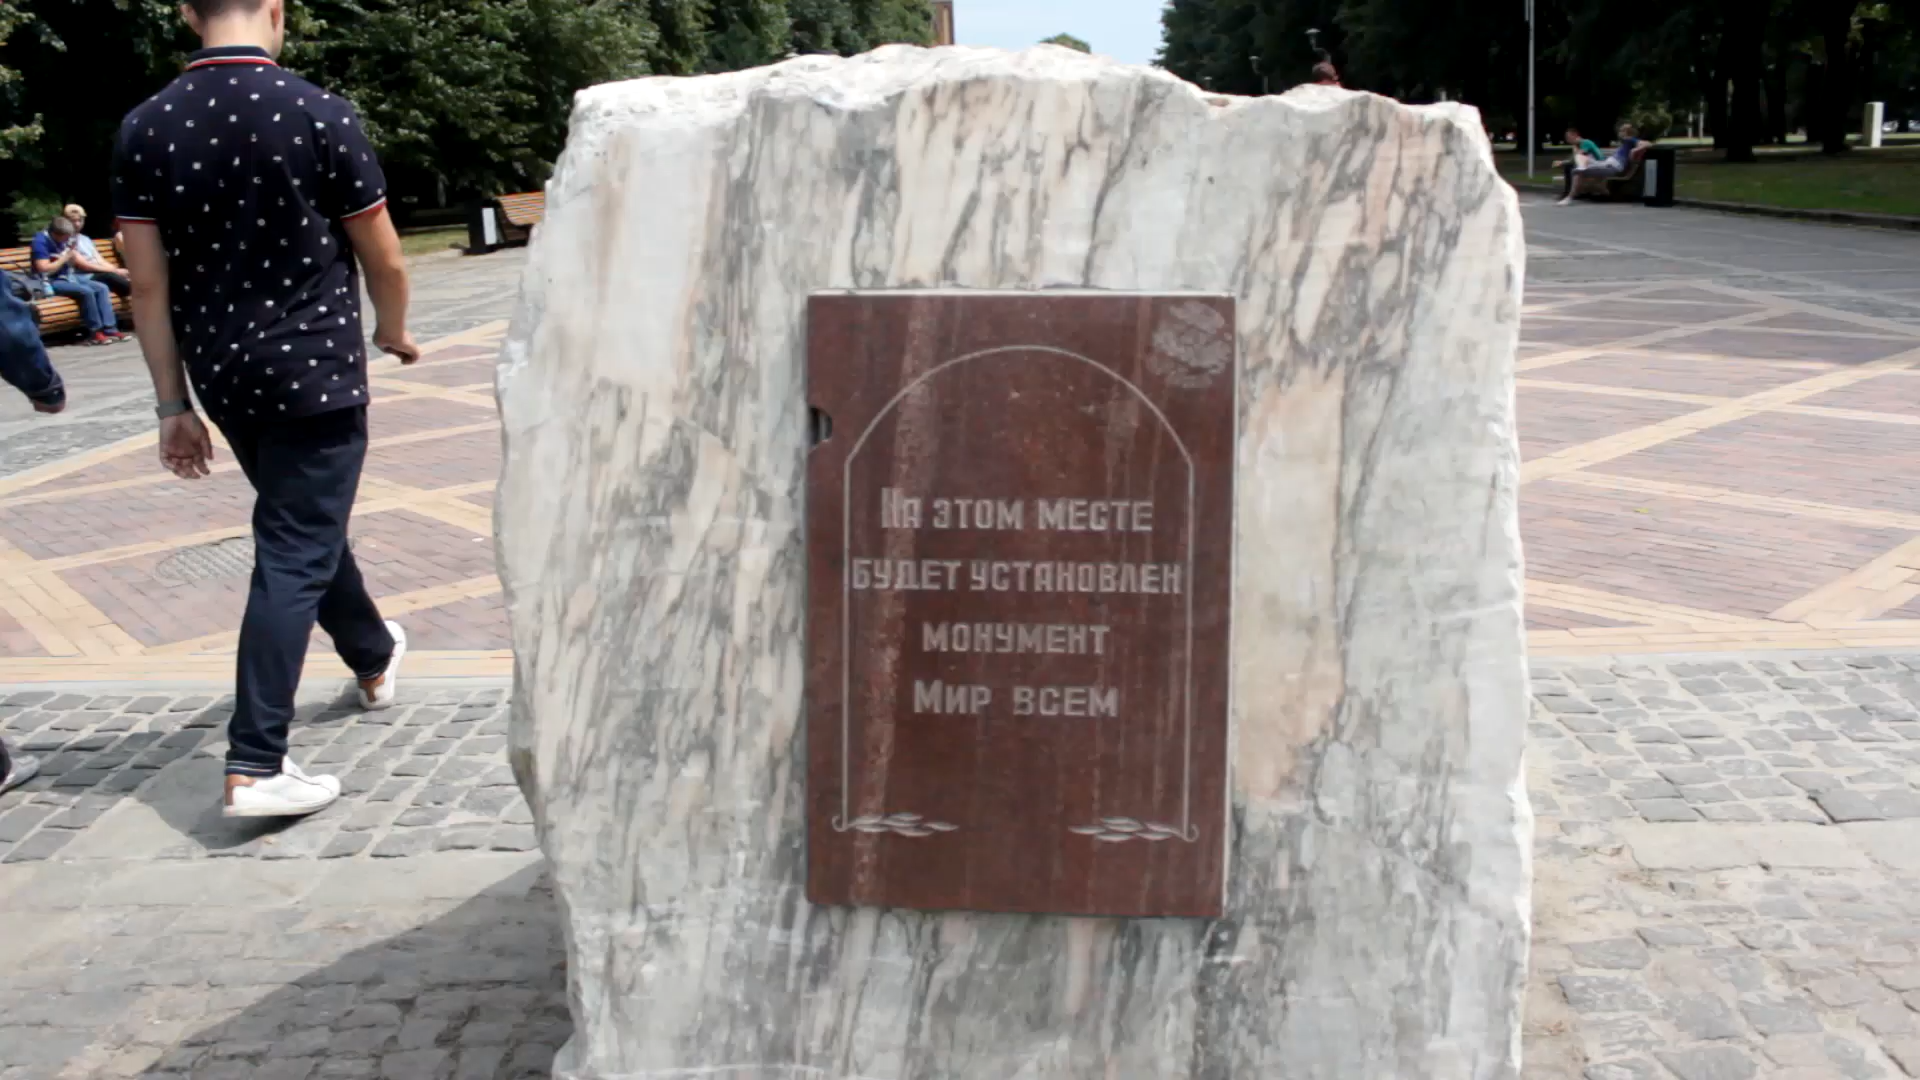 На этом месте
будет установлен
монумент
Мир всем